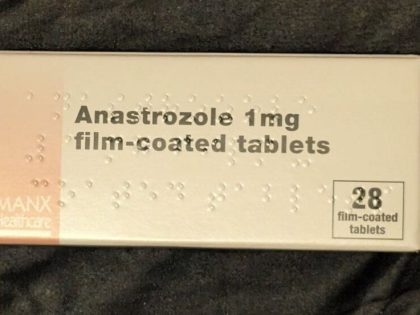 Anastrozole 1mg
film-coated tablets
MANX
Healthcare
28
film-coated
tablets